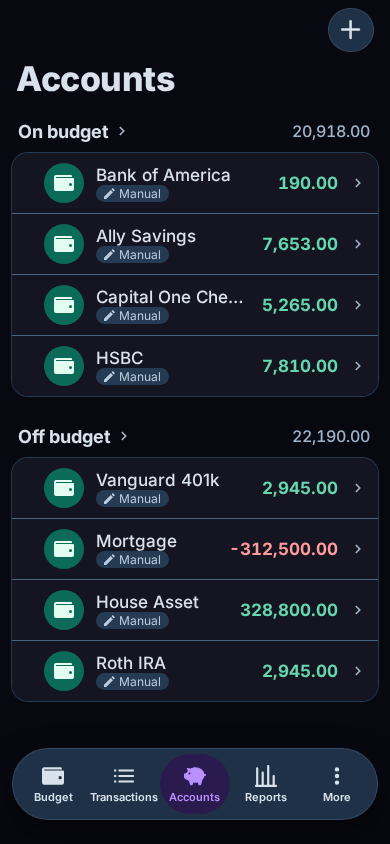 Accounts
On budget
20,918.00
Bank of America
Manual
190.00
Ally Savings
Manual
7,653.00
Capital One Che...
Manual
5,265.00
HSBC
Manual
7,810.00
Off budget
22,190.00
Vanguard 401k
Manual
2,945.00
Mortgage
Manual
-312,500.00
House Asset
Manual
328,800.00
Roth IRA
Manual
2,945.00
Budget
Transactions
Accounts
Reports
More